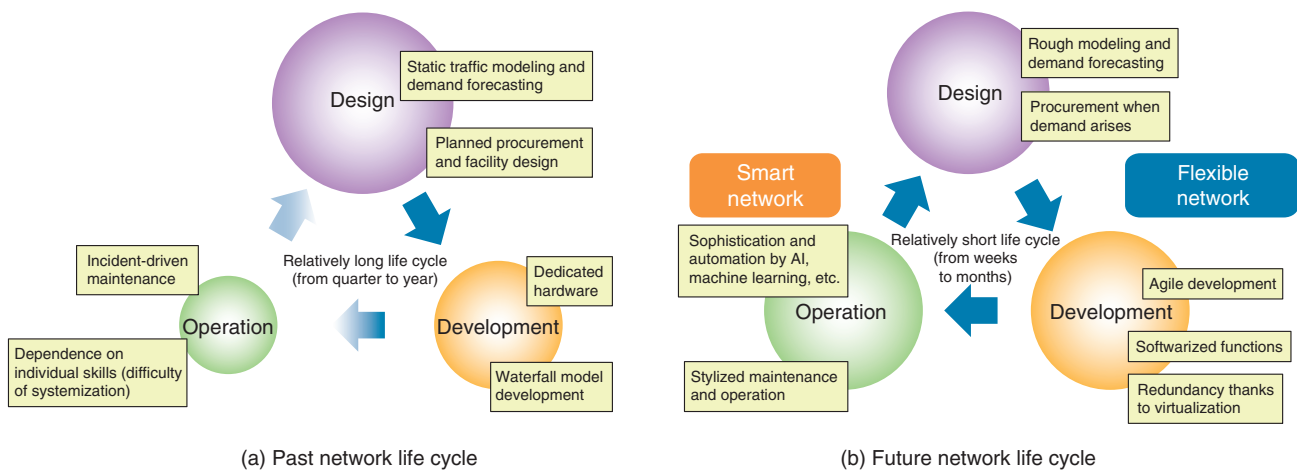 Design
Static traffic modeling and
demand forecasting
Planned procurement
and facility design
Relatively long life cycle
(from quarter to year)
Incident-driven
maintenance
Operation
Dependence on
individual skills (difficulty
of systemization)
Dedicated
hardware
Development
Waterfall model
development
(a) Past network life cycle
Rough modeling and
demand forecasting
Design
Procurement when
demand arises
Smart
network
Flexible
network
Sophistication and
automation by AI,
machine learning, etc.
Relatively short life cycle
(from weeks
to months)
Operation
Stylized maintenance
and operation
Agile development
Development
Softwarized functions
Redundancy thanks
to virtualization
(b) Future network life cycle